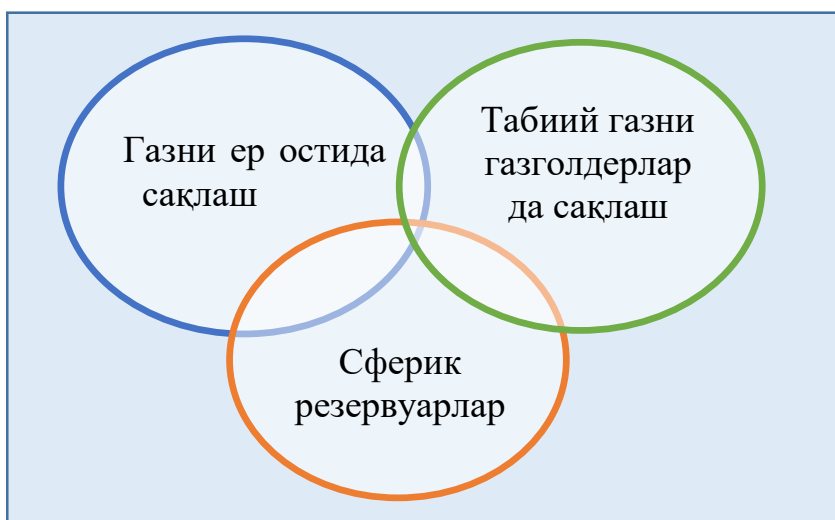 Газни ер остида
сақлаш
Табиий газни
газголдерлар
да сақлаш
Сферик
резервуарлар